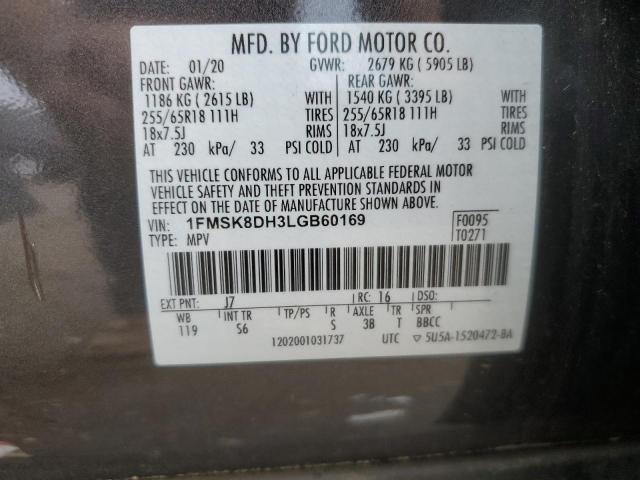 MFD. BY FORD MOTOR CO.
DATE: 01/20 GVWR: 2679 KG ( 5905 LB)
FRONT GAWR: REAR GAWR:
1186 KG ( 2615 LB) WITH 1540 KG ( 3395 LB) WITH
255/65R18 111H TIRES 255/65R18 111H TIRES
18x7.5J RIMS 18x7.5J RIMS
AT 230 kPa/ 33 PSI COLD AT 230 kPa/ 33 PSI COLD
THIS VEHICLE CONFORMS TO ALL APPLICABLE FEDERAL MOTOR
VEHICLE SAFETY AND THEFT PREVENTION STANDARDS IN
EFFECT ON THE DATE OF MANUFACTURE SHOWN ABOVE.
VIN: 1FMSK8DH3LGB60169 F0095
TYPE: MPV T0271
EXT PNT: J7 RC: 16 DSO:
WB INT TR TP/PS R AXLE TR SPR
119 S6 S 3B T BBCC
1202001031737 UTC ▽ 5U5A-1520472-BA